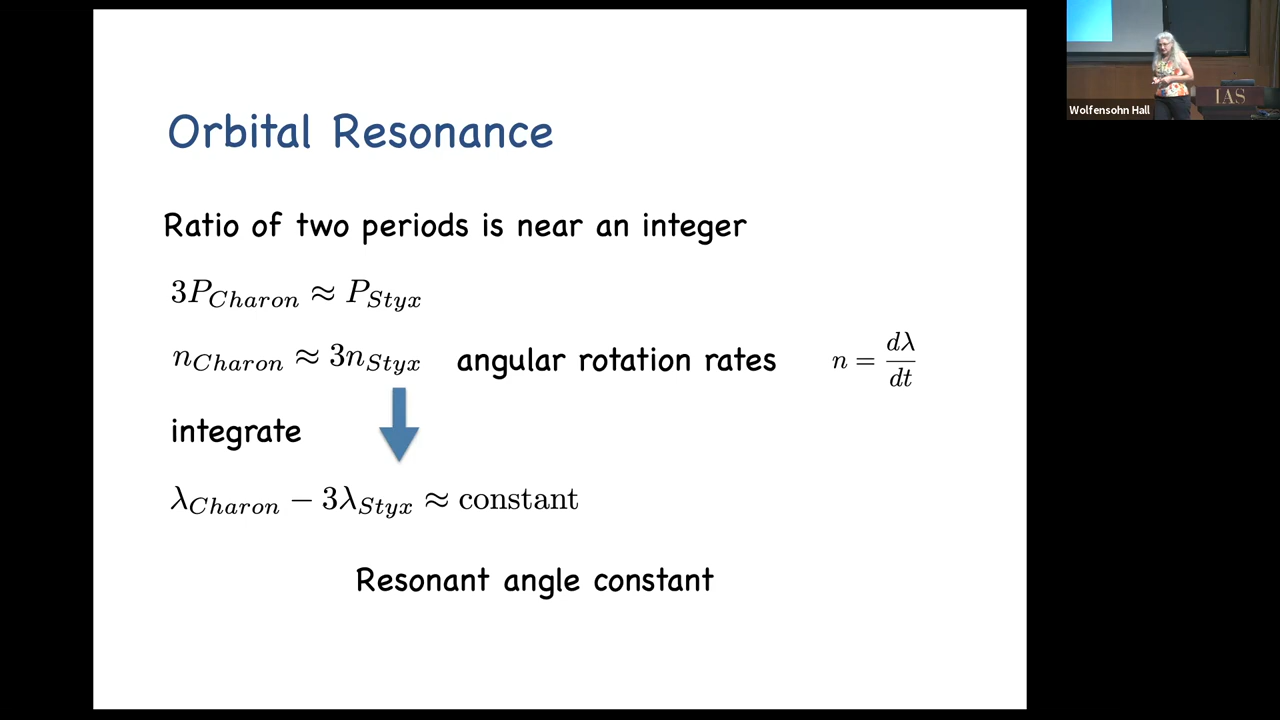 Orbital Resonance
Ratio of two periods is near an integer
3P_{Charon} ≈ P_{Styx}
n_{Charon} ≈ 3n_{Styx} angular rotation rates n = \frac{dλ}{dt}
integrate
λ_{Charon} − 3λ_{Styx} ≈ constant
Resonant angle constant
IAS
Wolfensohn Hall